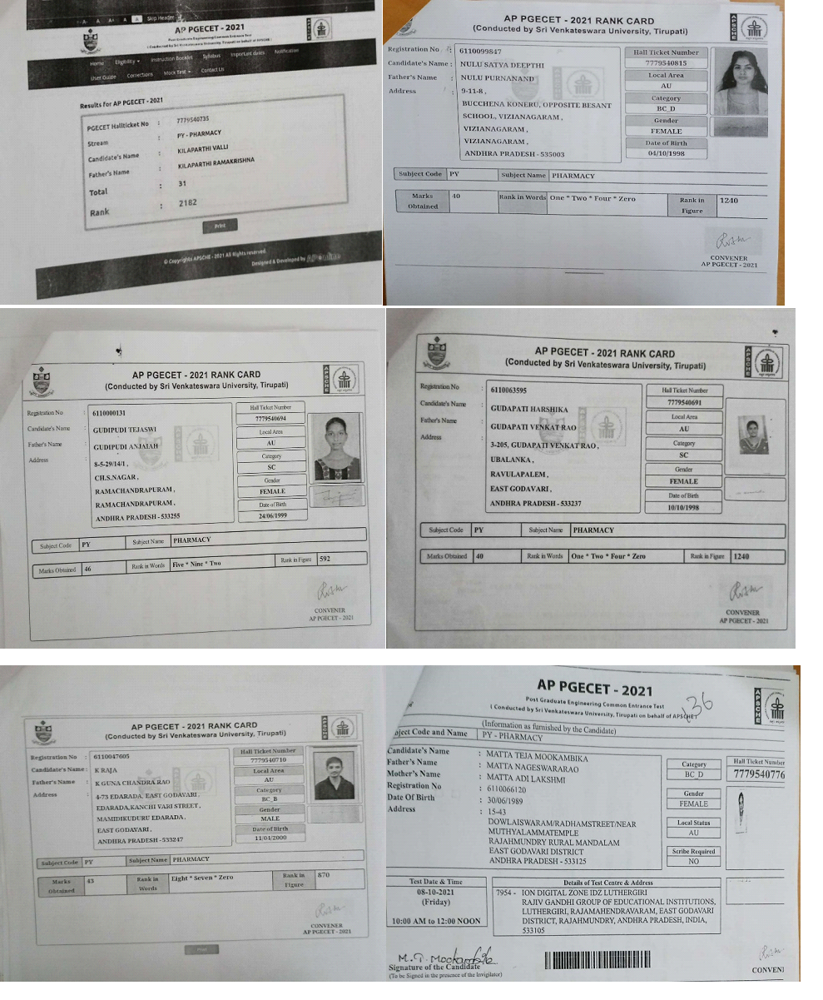 A- A A+ A A Skip Header
AP PGECET - 2021
Post Graduate Engineering Common Entrance Test
( Conducted by Sri Venkateswara University, Tirupati on behalf of APSCHE )
Home Eligibility Instruction Booklet Syllabus Important dates Notification
User Guide Corrections Mock Test Contact Us
Results for AP PGECET - 2021
PGECET Hallticket No : 7779540735
Stream : PY - PHARMACY
Candidate's Name : KILAPARTHI VALLI
Father's Name : KILAPARTHI RAMAKRISHNA
Total : 31
Rank : 2182
Print
© Copyrights APSCHE - 2021 All Rights reserved.
Designed & Developed by
AP PGECET - 2021 RANK CARD
(Conducted by Sri Venkateswara University, Tirupati)
APSCHE
Registration No : 6110099847
Candidate's Name : NULU SATYA DEEPTHI
Father's Name : NULU PURNANAND
Address : 9-11-8 ,
BUCCHENA KONERU, OPPOSITE BESANT
SCHOOL, VIZIANAGARAM ,
VIZIANAGARAM ,
VIZIANAGARAM ,
ANDHRA PRADESH - 535003
Hall Ticket Number
7779540815
Local Area
AU
Category
BC_D
Gender
FEMALE
Date of Birth
04/10/1998
Subject Code PY Subject Name PHARMACY
Marks Obtained 40 Rank in Words One * Two * Four * Zero Rank in Figure 1240
CONVENER
AP PGECET - 2021
AP PGECET - 2021 RANK CARD
(Conducted by Sri Venkateswara University, Tirupati)
APSCHE
Registration No : 6110000131
Candidate's Name : GUDIPUDI TEJASWI
Father's Name : GUDIPUDI ANJAIAH
Address : 8-5-29/14/1 ,
CH.S.NAGAR ,
RAMACHANDRAPURAM ,
RAMACHANDRAPURAM ,
ANDHRA PRADESH - 533255
Hall Ticket Number
7779540694
Local Area
AU
Category
SC
Gender
FEMALE
Date of Birth
24/06/1999
Subject Code PY Subject Name PHARMACY
Marks Obtained 46 Rank in Words Five * Nine * Two Rank in Figure 592
CONVENER
AP PGECET - 2021
AP PGECET - 2021 RANK CARD
(Conducted by Sri Venkateswara University, Tirupati)
APSCHE
Registration No : 6110063595
Candidate's Name : GUDAPATI HARSHIKA
Father's Name : GUDAPATI VENKAT RAO
Address : 3-205, GUDAPATI VENKAT RAO ,
UBALANKA ,
RAVULAPALEM ,
EAST GODAVARI ,
ANDHRA PRADESH - 533237
Hall Ticket Number
7779540691
Local Area
AU
Category
SC
Gender
FEMALE
Date of Birth
10/10/1998
Subject Code PY Subject Name PHARMACY
Marks Obtained 40 Rank in Words One * Two * Four * Zero Rank in Figure 1240
CONVENER
AP PGECET - 2021
AP PGECET - 2021 RANK CARD
(Conducted by Sri Venkateswara University, Tirupati)
APSCHE
Registration No : 6110047605
Candidate's Name : K RAJA
Father's Name : K GUNA CHANDRA RAO
Address : 4-73 EDARADA, EAST GODAVARI ,
EDARADA,KANCHI VARI STREET ,
MAMIDIKUDURU EDARADA ,
EAST GODAVARI ,
ANDHRA PRADESH - 533247
Hall Ticket Number
7779540710
Local Area
AU
Category
BC_B
Gender
MALE
Date of Birth
11/04/2000
Subject Code PY Subject Name PHARMACY
Marks Obtained 43 Rank in Words Eight * Seven * Zero Rank in Figure 870
CONVENER
AP PGECET - 2021
Print
AP PGECET - 2021
Post Graduate Engineering Common Entrance Test
( Conducted by Sri Venkateswara University, Tirupati on behalf of APSCHE)
136
APSCHE
(Information as furnished by the Candidate)
bject Code and Name PY - PHARMACY
Candidate's Name : MATTA TEJA MOOKAMBIKA
Father's Name : MATTA NAGESWARARAO
Mother's Name : MATTA ADI LAKSHMI
Registration No : 6110066120
Date Of Birth : 30/06/1989
Address : 15-43
DOWLAISWARAM/RADHAMSTREET/NEAR
MUTHYALAMMATEMPLE
RAJAHMUNDRY RURAL MANDALAM
EAST GODAVARI DISTRICT
ANDHRA PRADESH - 533125
Category
BC_D
Gender
FEMALE
Local Status
AU
Scribe Required
NO
Hall Ticket Number
7779540776
Test Date & Time
08-10-2021
(Friday)
10:00 AM to 12:00 NOON
Details of Test Centre & Address
7954 - ION DIGITAL ZONE IDZ LUTHERGIRI
RAJIV GANDHI GROUP OF EDUCATIONAL INSTITUTIONS,
LUTHERGIRI, RAJAMAHENDRAVARAM, EAST GODAVARI
DISTRICT, RAJAHMUNDRY, ANDHRA PRADESH, INDIA,
533105
M.T. Mookambika
Signature of the Candidate
(To be Signed in the presence of the Invigilator)
CONVEN